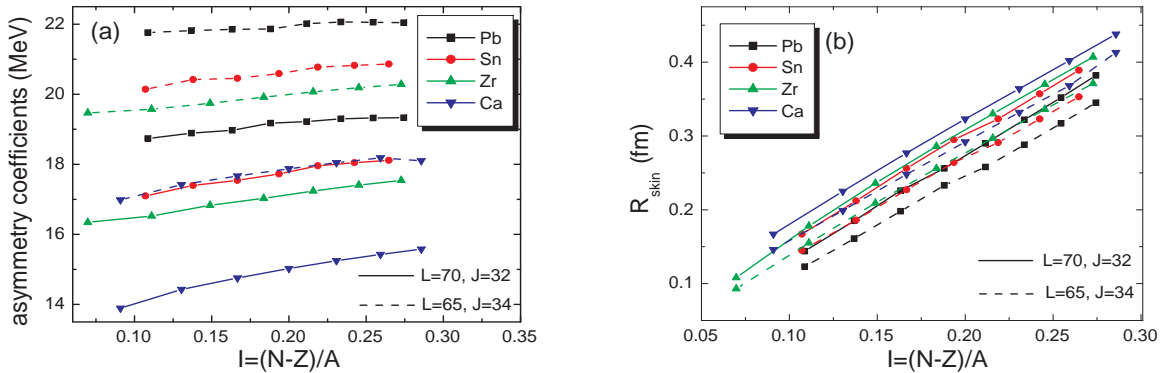 (a)
asymmetry coefficients (MeV)
22
20
18
16
14
0.10
0.15
0.20
0.25
0.30
0.35
I=(N-Z)/A
Pb
Sn
Zr
Ca
L=70, J=32
L=65, J=34
(b)
R_skin (fm)
0.4
0.3
0.2
0.1
0.05
0.10
0.15
0.20
0.25
0.30
I=(N-Z)/A
Pb
Sn
Zr
Ca
L=70, J=32
L=65, J=34